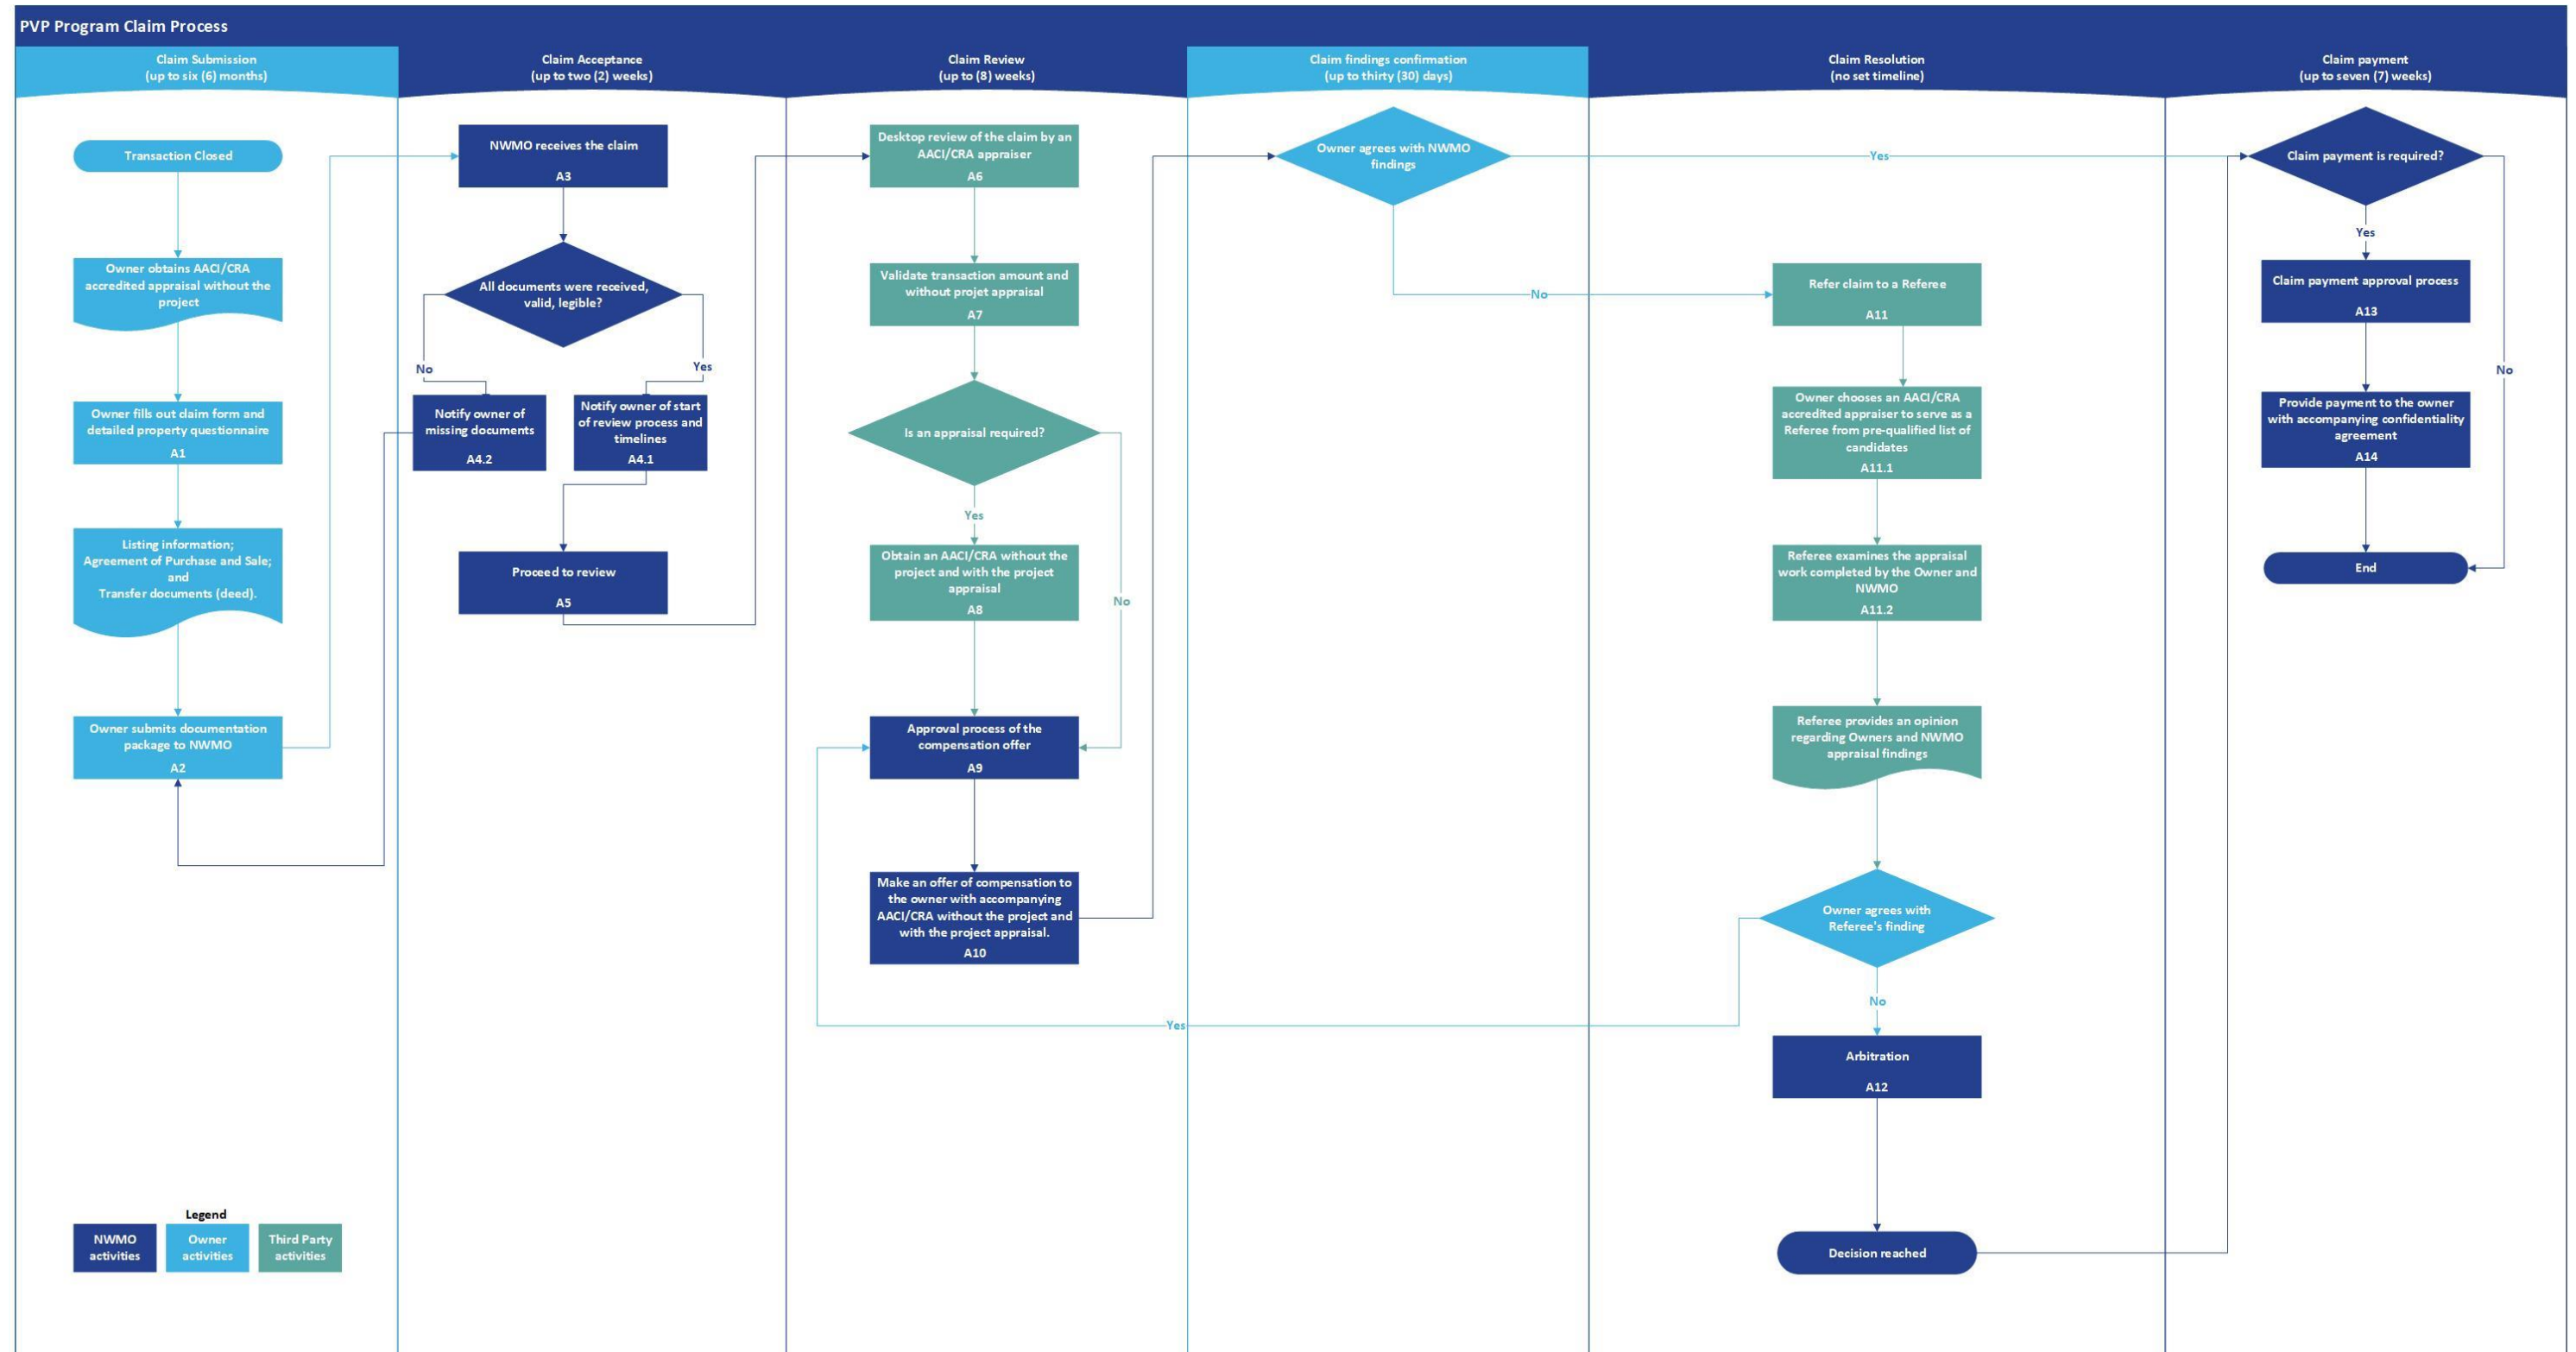 PVP Program Claim Process
Claim Submission
(up to six (6) months)
Claim Acceptance
(up to two (2) weeks)
Claim Review
(up to (8) weeks)
Claim findings confirmation
(up to thirty (30) days)
Claim Resolution
(no set timeline)
Claim payment
(up to seven (7) weeks)
Transaction Closed
Owner obtains AACI/CRA
accredited appraisal without the
project
Owner fills out claim form and
detailed property questionnaire
A1
Listing information;
Agreement of Purchase and Sale;
and
Transfer documents (deed).
Owner submits documentation
package to NWMO
A2
NWMO receives the claim
A3
All documents were received,
valid, legible?
No
Yes
Notify owner of
missing documents
A4.2
Notify owner of start
of review process and
timelines
A4.1
Proceed to review
A5
Desktop review of the claim by an
AACI/CRA appraiser
A6
Validate transaction amount and
without projet appraisal
A7
Is an appraisal required?
Yes
No
Obtain an AACI/CRA without the
project and with the project
appraisal
A8
Approval process of the
compensation offer
A9
Make an offer of compensation to
the owner with accompanying
AACI/CRA without the project and
with the project appraisal.
A10
Owner agrees with NWMO
findings
Yes
No
Refer claim to a Referee
A11
Owner chooses an AACI/CRA
accredited appraiser to serve as a
Referee from pre-qualified list of
candidates
A11.1
Referee examines the appraisal
work completed by the Owner and
NWMO
A11.2
Referee provides an opinion
regarding Owners and NWMO
appraisal findings
Owner agrees with
Referee's finding
Yes
No
Arbitration
A12
Decision reached
Claim payment is required?
Yes
No
Claim payment approval process
A13
Provide payment to the owner
with accompanying confidentiality
agreement
A14
End
Legend
NWMO
activities
Owner
activities
Third Party
activities